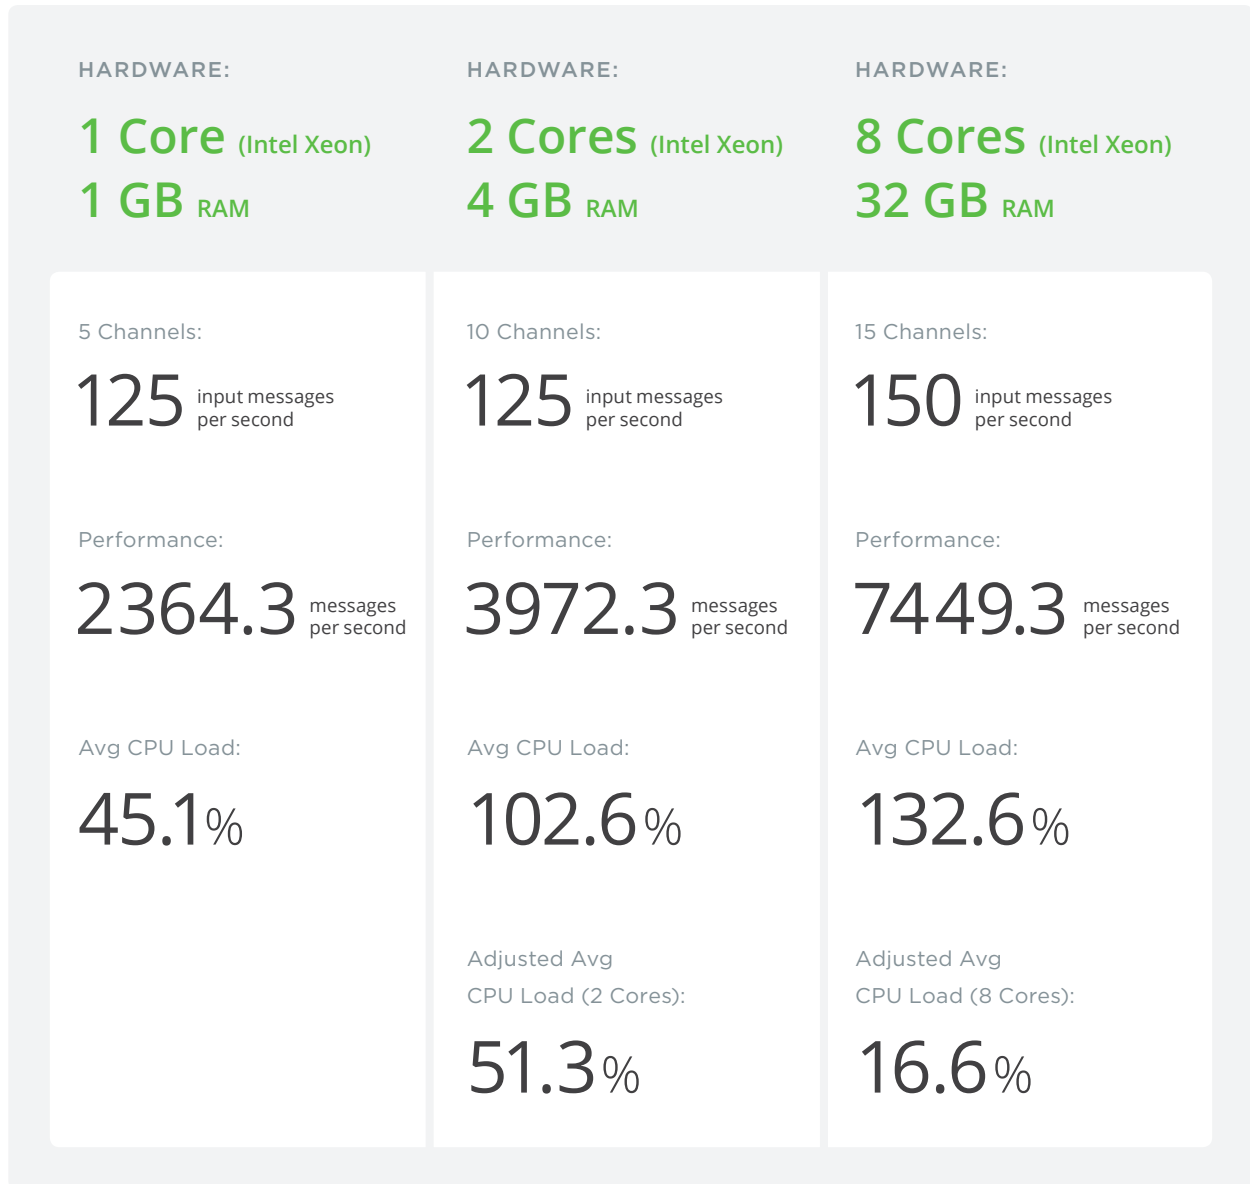 HARDWARE:
1 Core (Intel Xeon)
1 GB RAM
HARDWARE:
2 Cores (Intel Xeon)
4 GB RAM
HARDWARE:
8 Cores (Intel Xeon)
32 GB RAM
5 Channels:
125 input messages
per second
Performance:
2364.3 messages
per second
Avg CPU Load:
45.1%
10 Channels:
125 input messages
per second
Performance:
3972.3 messages
per second
Avg CPU Load:
102.6%
Adjusted Avg
CPU Load (2 Cores):
51.3%
15 Channels:
150 input messages
per second
Performance:
7449.3 messages
per second
Avg CPU Load:
132.6%
Adjusted Avg
CPU Load (8 Cores):
16.6%